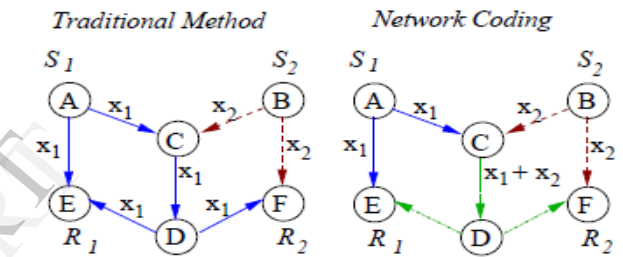 Traditional Method Network Coding
S1 S2 S1 S2
A B A B
x1 x2 x1 x2
C C
x1 x2 x1 x2
x1 x1 + x2
E x1 x1 F E F
R1 D R2 R1 D R2